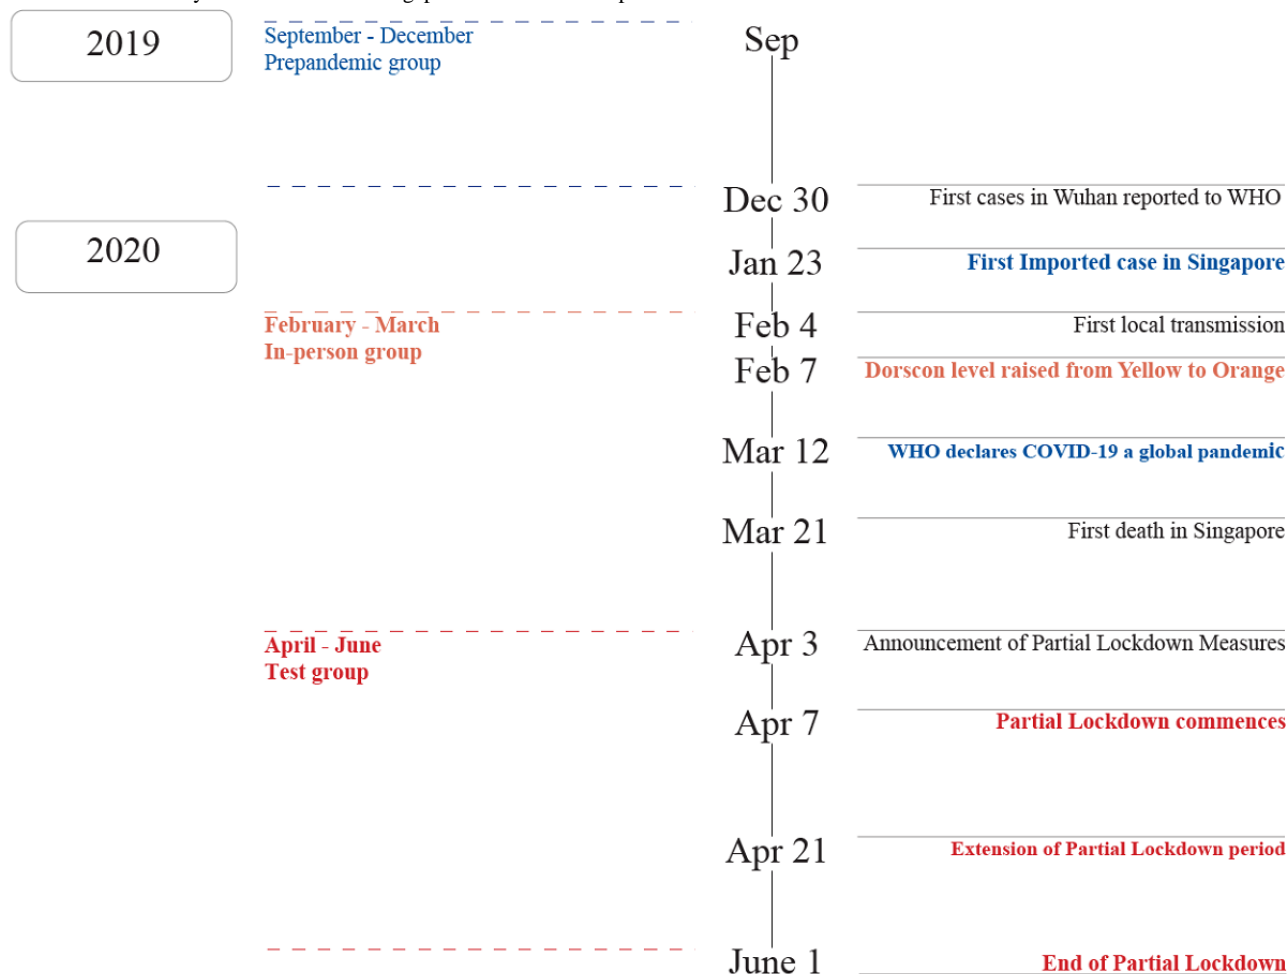 2019
September - December
Prepandemic group
Sep
Dec 30
First cases in Wuhan reported to WHO
2020
Jan 23
First Imported case in Singapore
February - March
In-person group
Feb 4
First local transmission
Feb 7
Dorscon level raised from Yellow to Orange
Mar 12
WHO declares COVID-19 a global pandemic
Mar 21
First death in Singapore
April - June
Test group
Apr 3
Announcement of Partial Lockdown Measures
Apr 7
Partial Lockdown commences
Apr 21
Extension of Partial Lockdown period
June 1
End of Partial Lockdown